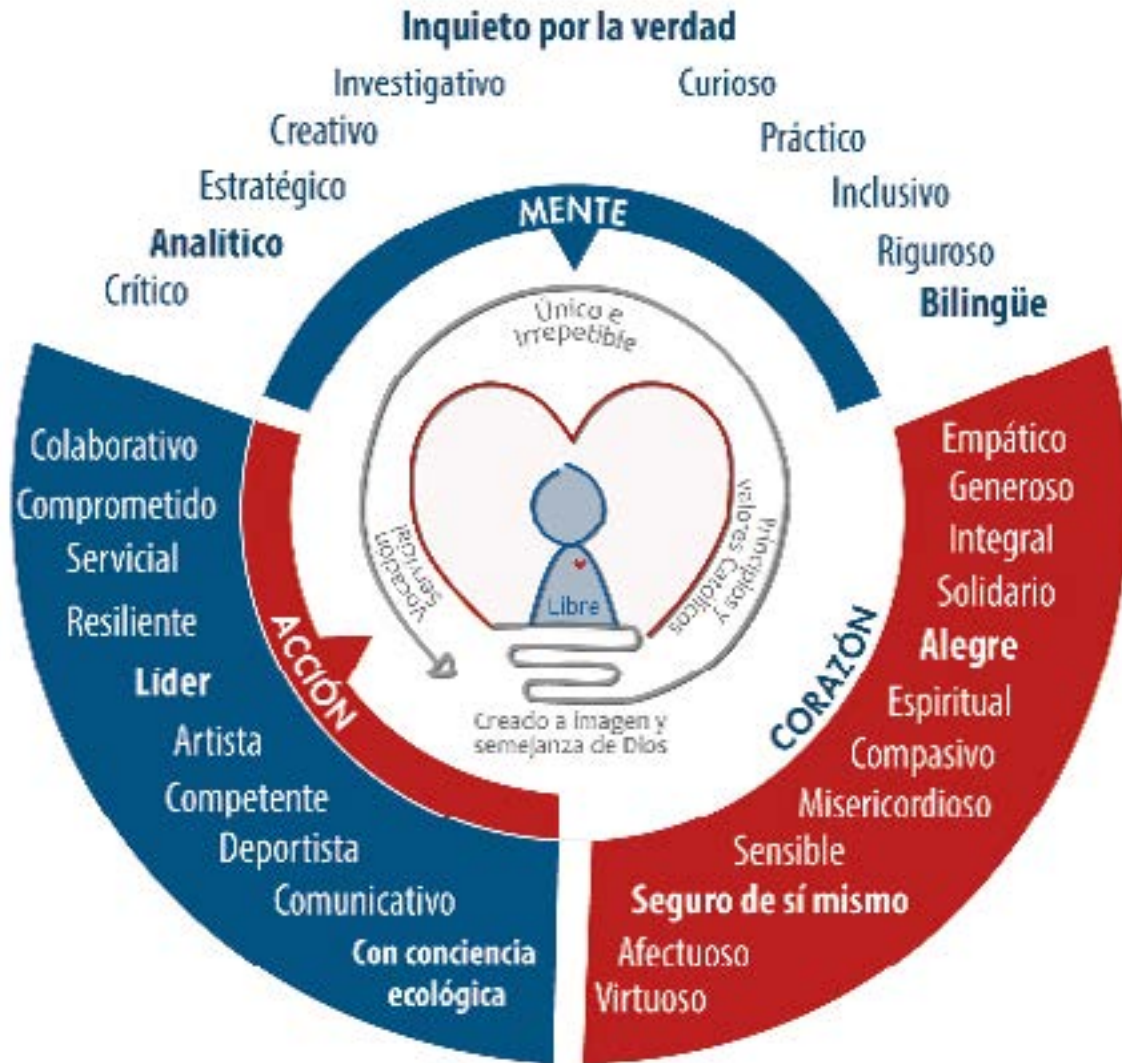 Inquieto por la verdad
Investigativo
Creativo
Estratégico
Analítico
Crítico
Curioso
Práctico
Inclusivo
Riguroso
Bilingüe
MENTE
Único e
Irrepetible
Principios y
valores Católicos
Vocación
Servicial
Libre
Creado a imagen y
semejanza de Dios
ACCIÓN
Colaborativo
Comprometido
Servicial
Resiliente
Líder
Artista
Competente
Deportista
Comunicativo
Con conciencia
ecológica
CORAZÓN
Empático
Generoso
Integral
Solidario
Alegre
Espiritual
Compasivo
Misericordioso
Sensible
Seguro de sí mismo
Afectuoso
Virtuoso